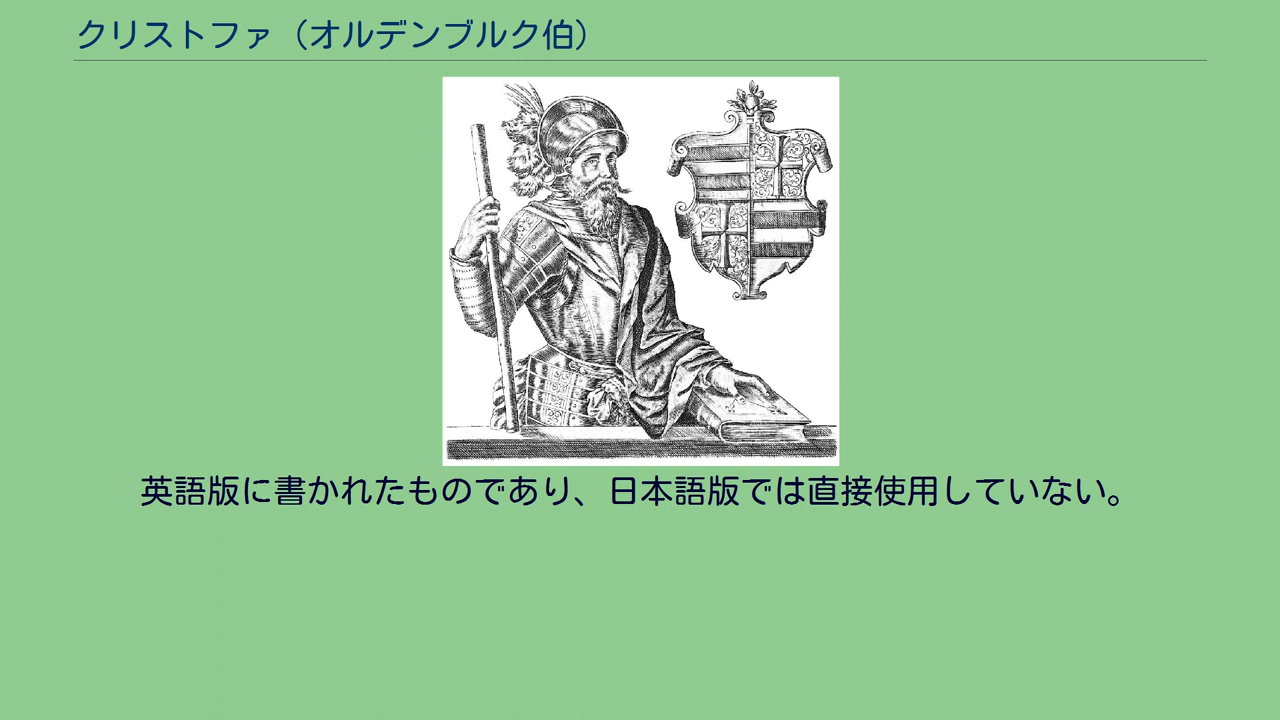 クリストファ（オルデンブルク伯）
英語版に書かれたものであり、日本語版では直接使用していない。